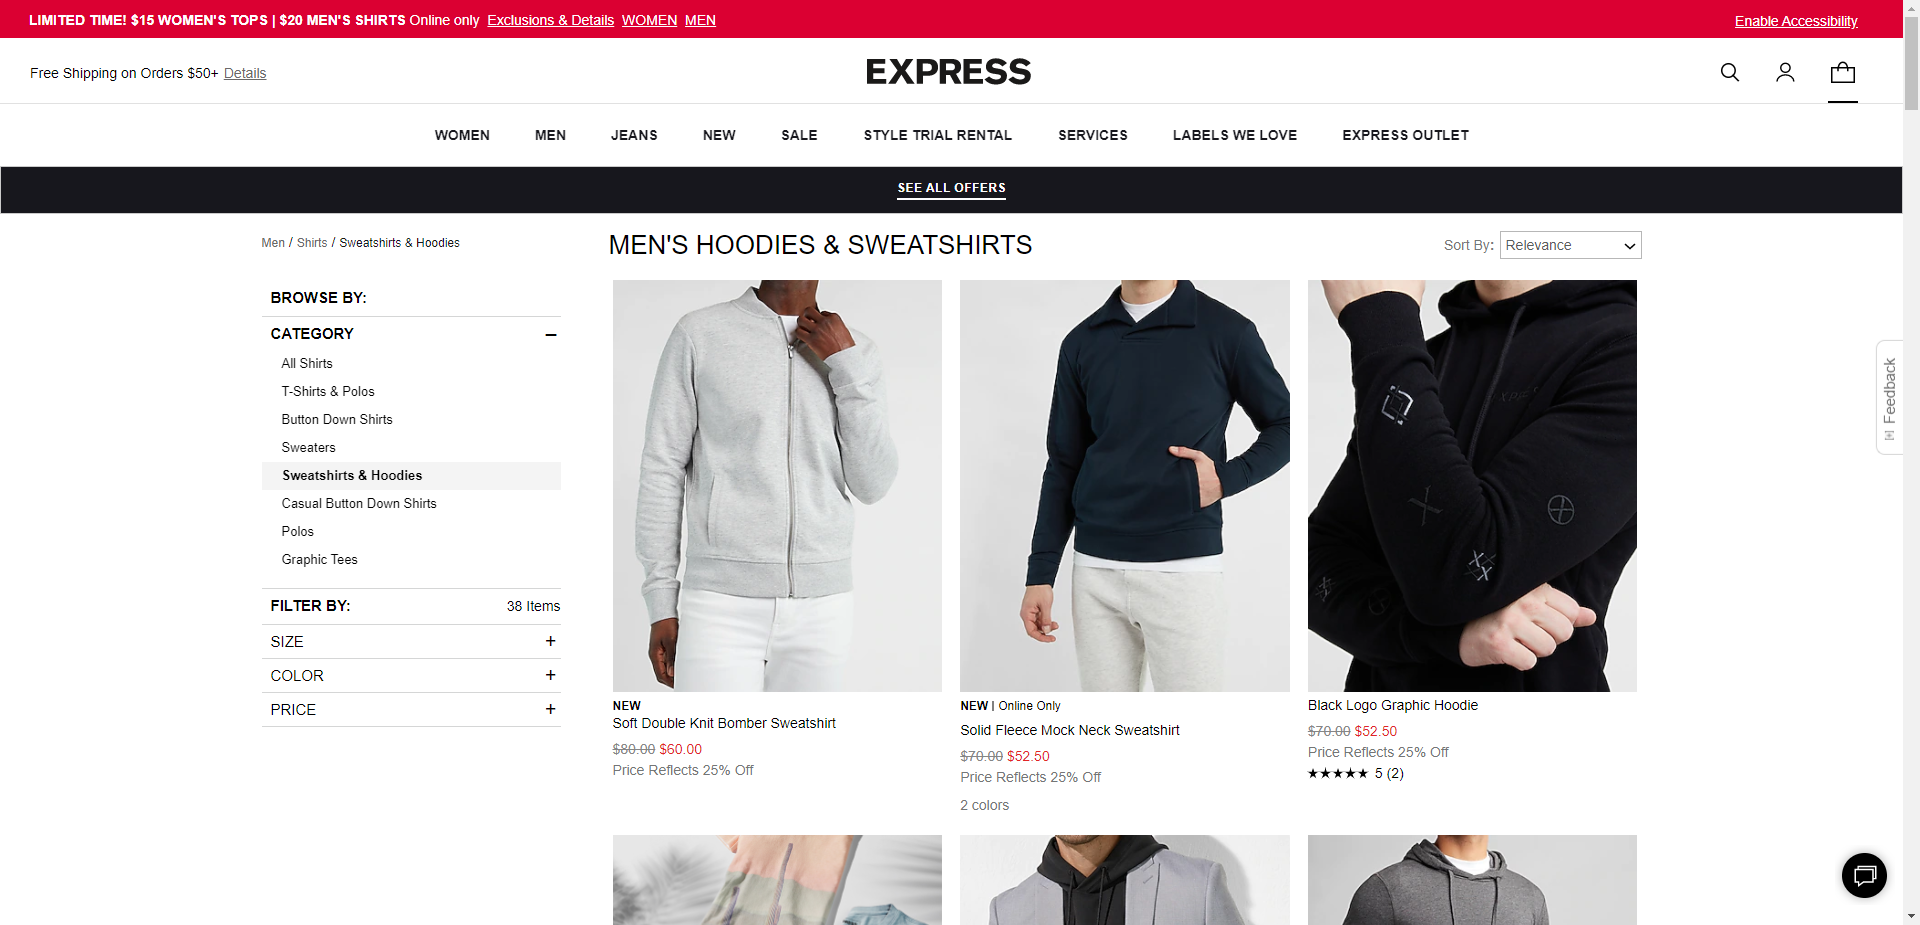 LIMITED TIME! $15 WOMEN'S TOPS | $20 MEN'S SHIRTS Online only Exclusions & Details WOMEN MEN
Enable Accessibility
Free Shipping on Orders $50+ Details
EXPRESS
WOMEN MEN JEANS NEW SALE STYLE TRIAL RENTAL SERVICES LABELS WE LOVE EXPRESS OUTLET
SEE ALL OFFERS
Men / Shirts / Sweatshirts & Hoodies
MEN'S HOODIES & SWEATSHIRTS
Sort By: Relevance
BROWSE BY:
CATEGORY
All Shirts
T-Shirts & Polos
Button Down Shirts
Sweaters
Sweatshirts & Hoodies
Casual Button Down Shirts
Polos
Graphic Tees
FILTER BY: 38 Items
SIZE +
COLOR +
PRICE +
NEW
Soft Double Knit Bomber Sweatshirt
$80.00 $60.00
Price Reflects 25% Off
NEW | Online Only
Solid Fleece Mock Neck Sweatshirt
$70.00 $52.50
Price Reflects 25% Off
2 colors
Black Logo Graphic Hoodie
$70.00 $52.50
Price Reflects 25% Off
★★★★★ 5 (2)
Feedback